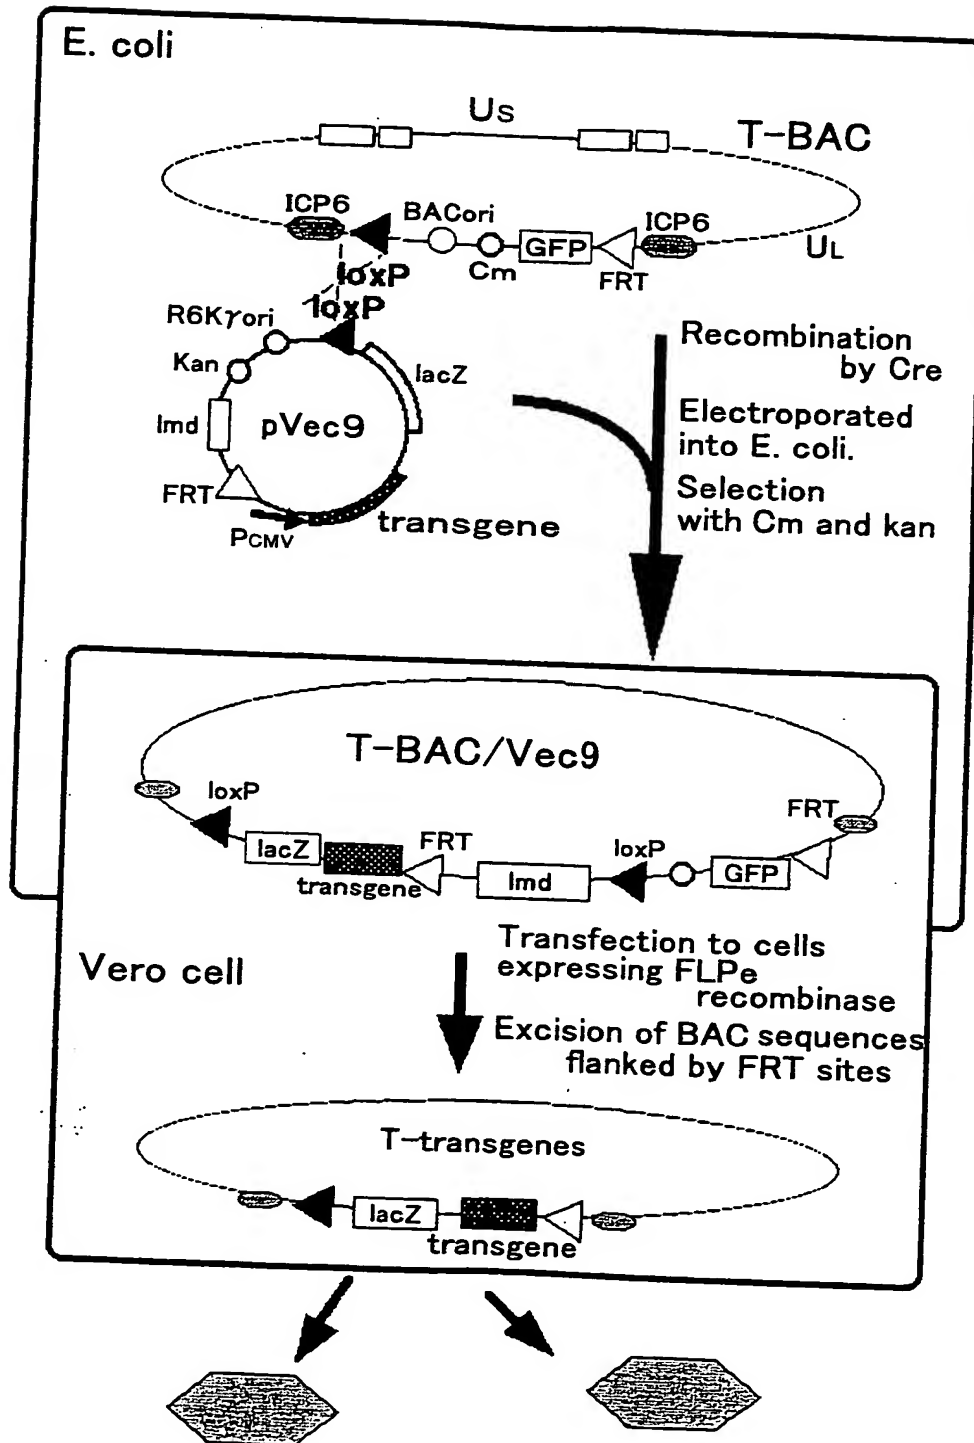 E. coli
Us
T-BAC
ICP6
BACori
ICP6
GFP
UL
Cm
FRT
loxP
loxP
R6Kγori
Kan
lacZ
lmd
pVec9
FRT
PCMV
transgene
Recombination
by Cre
Electroporated
into E. coli.
Selection
with Cm and kan
T-BAC/Vec9
loxP
FRT
lacZ
FRT
loxP
transgene
lmd
GFP
Vero cell
Transfection to cells
expressing FLPe
recombinase
Excision of BAC sequences
flanked by FRT sites
T-transgenes
lacZ
transgene